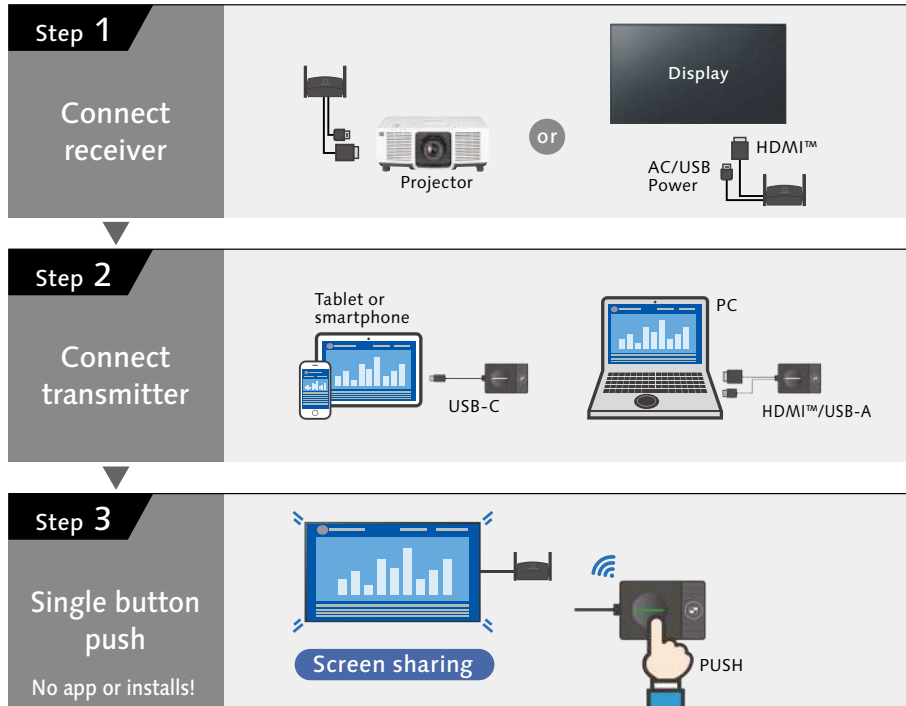 Step 1
Connect
receiver
Projector
or
Display
HDMI™
AC/USB
Power
Step 2
Connect
transmitter
Tablet or
smartphone
USB-C
PC
HDMI™/USB-A
Step 3
Single button
push
No app or installs!
Screen sharing
PUSH